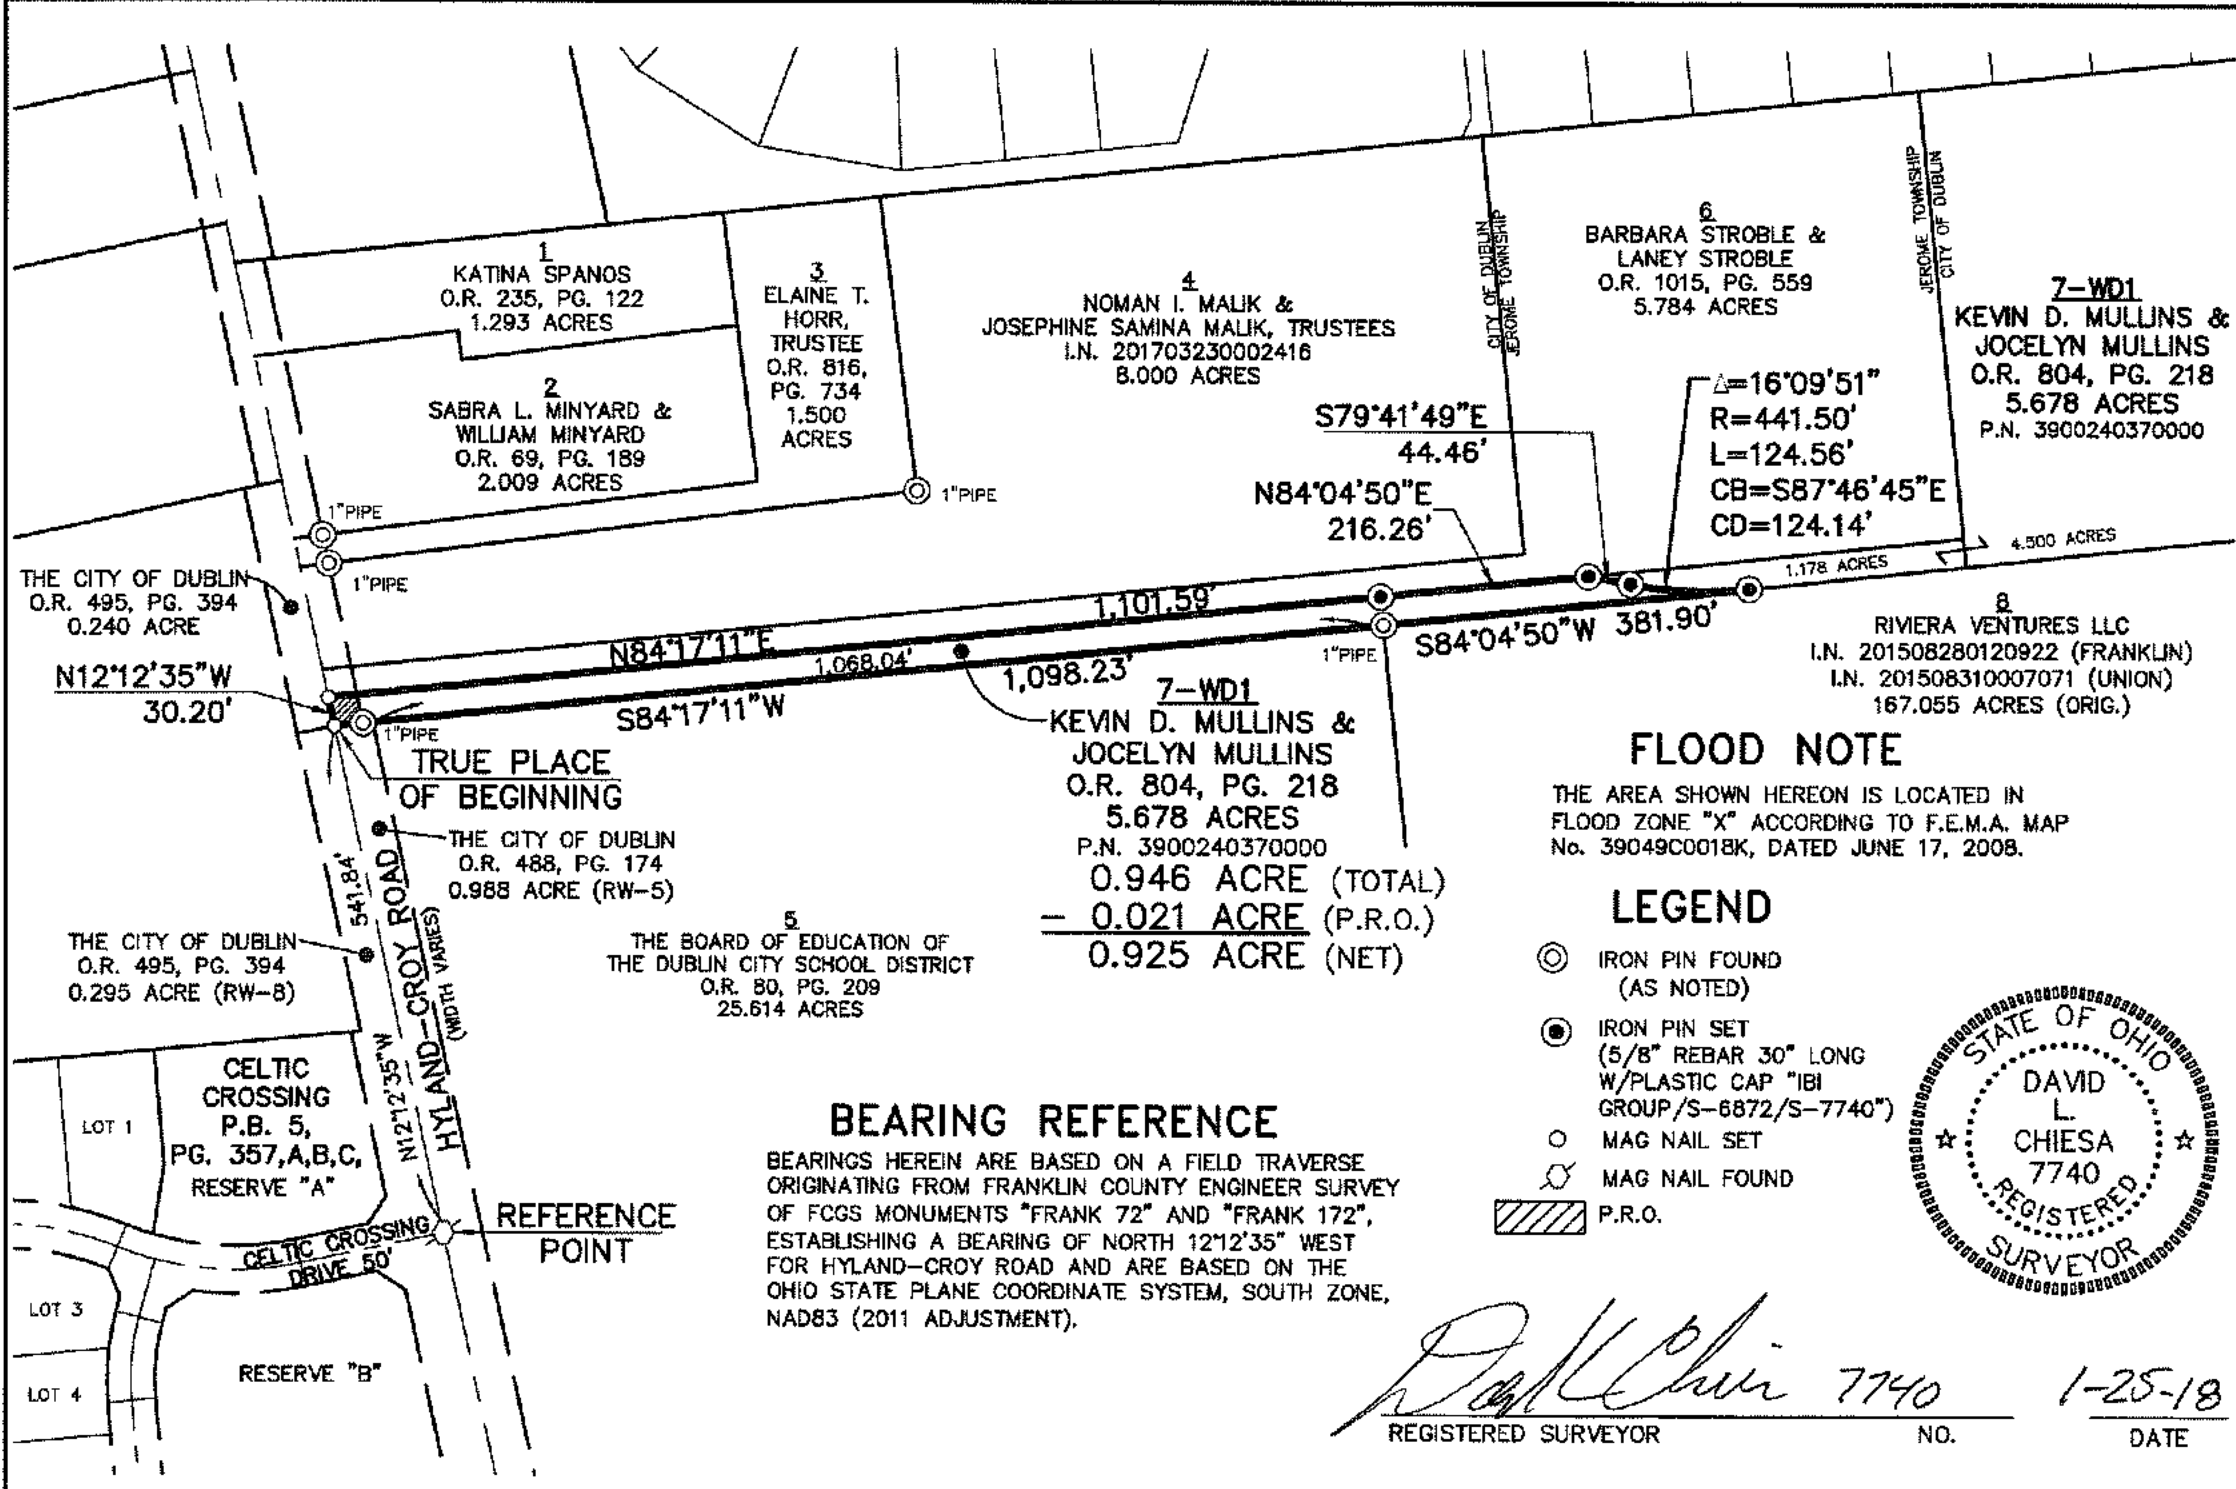 1
KATINA SPANOS
O.R. 235, PG. 122
1.293 ACRES
2
SABRA L. MINYARD &
WILLIAM MINYARD
O.R. 69, PG. 189
2.009 ACRES
3
ELAINE T.
HORR,
TRUSTEE
O.R. 816,
PG. 734
1.500
ACRES
4
NOMAN I. MALIK &
JOSEPHINE SAMINA MALIK, TRUSTEES
I.N. 201703230002416
8.000 ACRES
CITY OF DUBLIN
JEROME TOWNSHIP
6
BARBARA STROBLE &
LANEY STROBLE
O.R. 1015, PG. 559
5.784 ACRES
JEROME TOWNSHIP
CITY OF DUBLIN
7-WD1
KEVIN D. MULLINS &
JOCELYN MULLINS
O.R. 804, PG. 218
5.678 ACRES
P.N. 3900240370000
S79°41'49"E
44.46'
N84°04'50"E
216.26'
Δ=16°09'51"
R=441.50'
L=124.56'
CB=S87°46'45"E
CD=124.14'
1"PIPE
1"PIPE
1"PIPE
THE CITY OF DUBLIN
O.R. 495, PG. 394
0.240 ACRE
N12°12'35"W
30.20'
N84°17'11"E
1,101.59'
1,068.04'
1,098.23'
S84°17'11"W
1"PIPE
1"PIPE
S84°04'50"W 381.90'
1.178 ACRES
4.500 ACRES
8
RIVIERA VENTURES LLC
I.N. 201508280120922 (FRANKLIN)
I.N. 201508310007071 (UNION)
167.055 ACRES (ORIG.)
TRUE PLACE
OF BEGINNING
THE CITY OF DUBLIN
O.R. 488, PG. 174
0.988 ACRE (RW-5)
THE CITY OF DUBLIN
O.R. 495, PG. 394
0.295 ACRE (RW-8)
541.84'
N12°12'35"W
HYLAND-CROY ROAD
(WIDTH VARIES)
7-WD1
KEVIN D. MULLINS &
JOCELYN MULLINS
O.R. 804, PG. 218
5.678 ACRES
P.N. 3900240370000
0.946 ACRE (TOTAL)
- 0.021 ACRE (P.R.O.)
0.925 ACRE (NET)
5
THE BOARD OF EDUCATION OF
THE DUBLIN CITY SCHOOL DISTRICT
O.R. 80, PG. 209
25.614 ACRES
FLOOD NOTE
THE AREA SHOWN HEREON IS LOCATED IN
FLOOD ZONE "X" ACCORDING TO F.E.M.A. MAP
No. 39049C0018K, DATED JUNE 17, 2008.
LEGEND
IRON PIN FOUND
(AS NOTED)
IRON PIN SET
(5/8" REBAR 30" LONG
W/PLASTIC CAP "IBI
GROUP/S-6872/S-7740")
MAG NAIL SET
MAG NAIL FOUND
P.R.O.
STATE OF OHIO
DAVID
L.
CHIESA
7740
REGISTERED
SURVEYOR
CELTIC
CROSSING
P.B. 5,
PG. 357,A,B,C,
RESERVE "A"
LOT 1
CELTIC CROSSING
DRIVE 50'
LOT 3
LOT 4
RESERVE "B"
REFERENCE
POINT
BEARING REFERENCE
BEARINGS HEREIN ARE BASED ON A FIELD TRAVERSE
ORIGINATING FROM FRANKLIN COUNTY ENGINEER SURVEY
OF FCGS MONUMENTS "FRANK 72" AND "FRANK 172",
ESTABLISHING A BEARING OF NORTH 12°12'35" WEST
FOR HYLAND-CROY ROAD AND ARE BASED ON THE
OHIO STATE PLANE COORDINATE SYSTEM, SOUTH ZONE,
NAD83 (2011 ADJUSTMENT).
7740 1-25-18
REGISTERED SURVEYOR NO. DATE